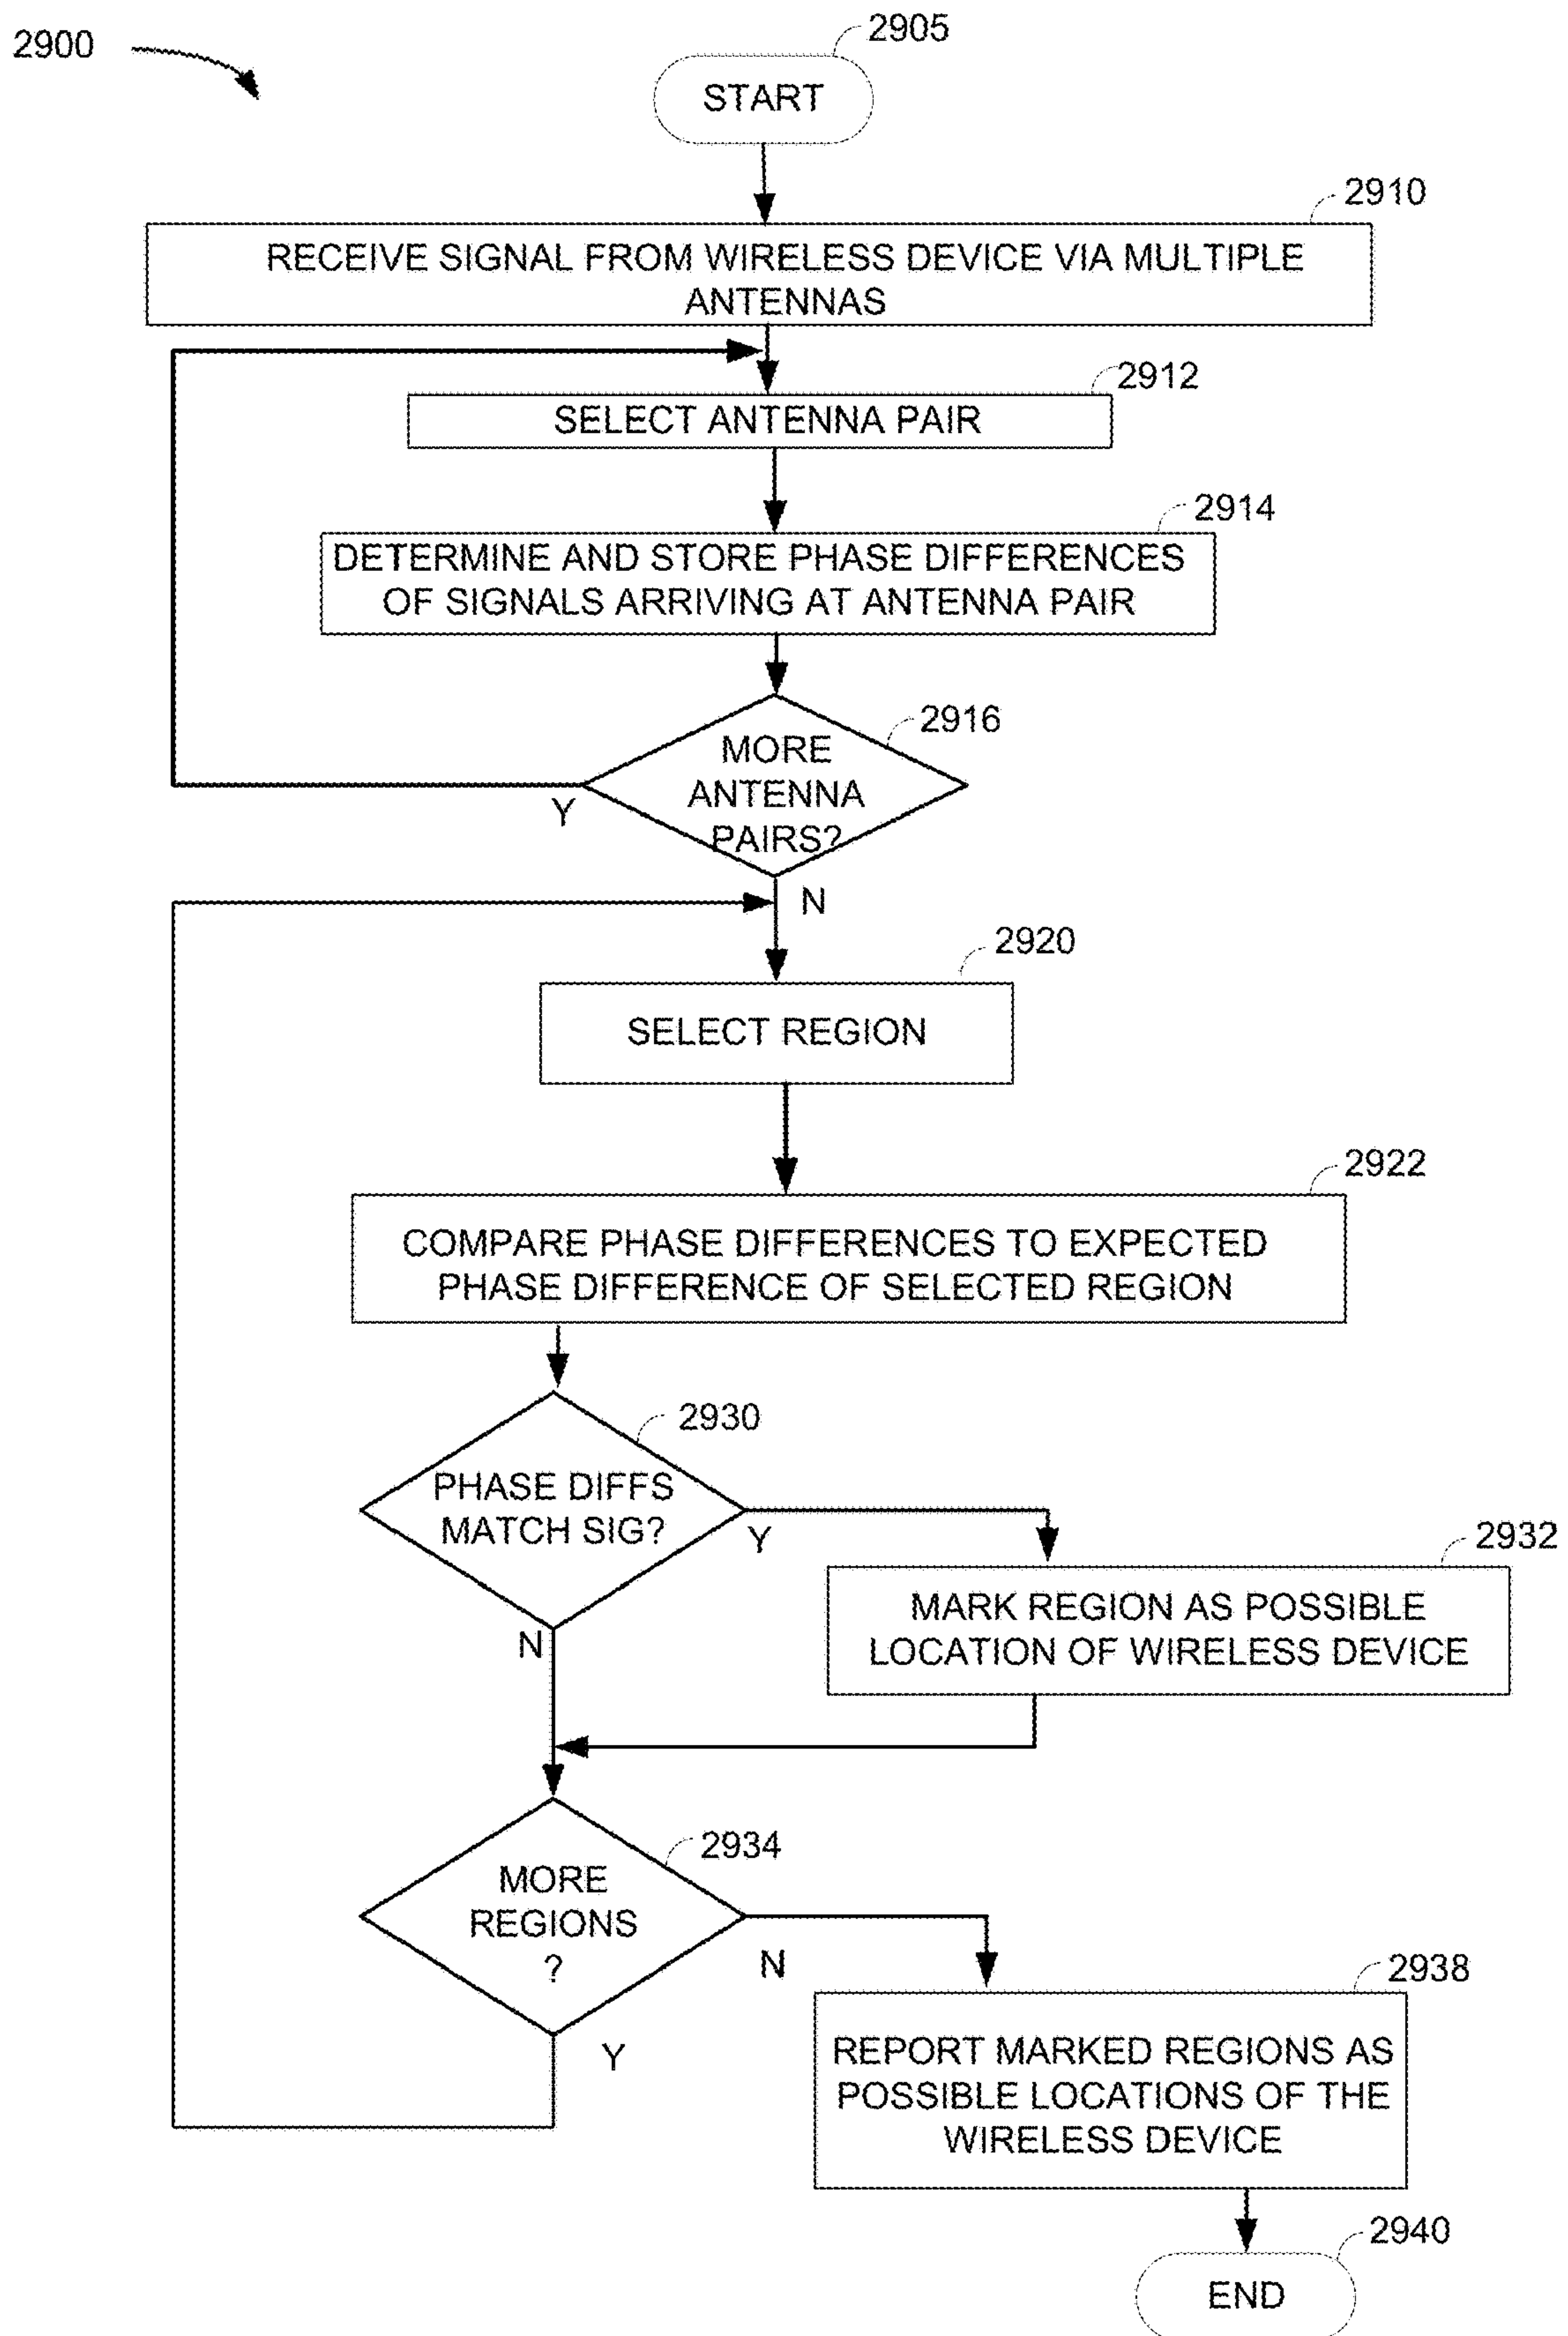 2900
2905
START
2910
RECEIVE SIGNAL FROM WIRELESS DEVICE VIA MULTIPLE
ANTENNAS
2912
SELECT ANTENNA PAIR
2914
DETERMINE AND STORE PHASE DIFFERENCES
OF SIGNALS ARRIVING AT ANTENNA PAIR
2916
MORE
ANTENNA
PAIRS?
Y
N
2920
SELECT REGION
2922
COMPARE PHASE DIFFERENCES TO EXPECTED
PHASE DIFFERENCE OF SELECTED REGION
2930
PHASE DIFFS
MATCH SIG?
Y
2932
MARK REGION AS POSSIBLE
LOCATION OF WIRELESS DEVICE
N
2934
MORE
REGIONS
?
N
2938
Y
REPORT MARKED REGIONS AS
POSSIBLE LOCATIONS OF THE
WIRELESS DEVICE
2940
END